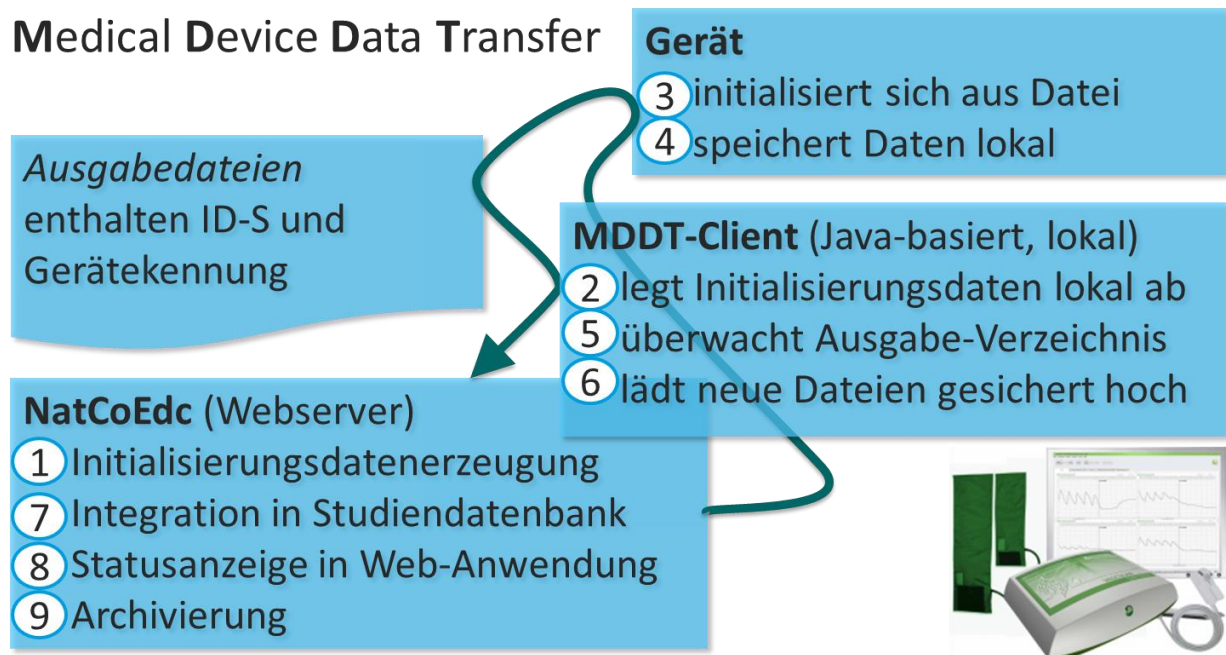 Medical Device Data Transfer
Gerät
3 initialisiert sich aus Datei
4 speichert Daten lokal
Ausgabedateien
enthalten ID-S und
Gerätekennung
MDDT-Client (Java-basiert, lokal)
2 legt Initialisierungsdaten lokal ab
5 überwacht Ausgabe-Verzeichnis
6 lädt neue Dateien gesichert hoch
NatCoEdc (Webserver)
1 Initialisierungsdatenerzeugung
7 Integration in Studiendatenbank
8 Statusanzeige in Web-Anwendung
9 Archivierung